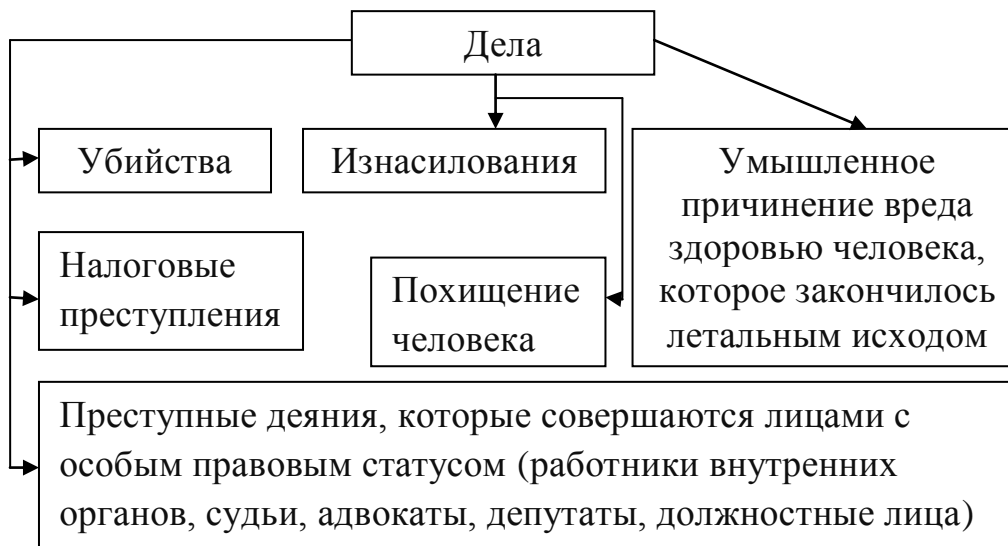 Дела
Убийства
Изнасилования
Умышленное
причинение вреда
здоровью человека,
которое закончилось
летальным исходом
Налоговые
преступления
Похищение
человека
Преступные деяния, которые совершаются лицами с
особым правовым статусом (работники внутренних
органов, судьи, адвокаты, депутаты, должностные лица)